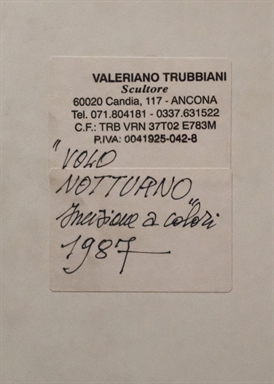 VALERIANO TRUBBIANI
Scultore
60020 Candia, 117 - ANCONA
Tel. 071.804181 - 0337.631522
C.F.: TRB VRN 37T02 E783M
P.IVA: 0041925-042-8
"VOLO
NOTTURNO"
Incisione a colori
1987